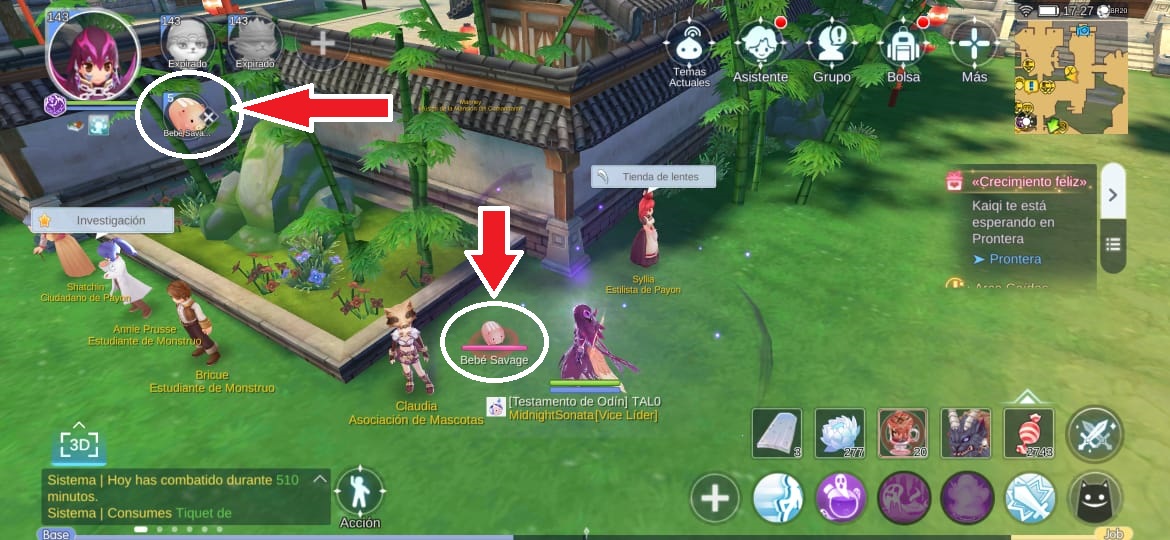 143
143
143
Expirado
Expirado
5
Bebé Sava...
Temas
Actuales
Asistente
Grupo
Bolsa
Más
17:27
BR20
Tienda de lentes
«Crecimiento feliz»
Kaiqi te está
esperando en
Prontera
Prontera
Investigación
Shatchin
Ciudadano de Payon
Annie Prusse
Estudiante de Monstruo
Bricue
Estudiante de Monstruo
Claudia
Asociación de Mascotas
Bebé Savage
Syllia
Estilista de Payon
[Testamento de Odín] TAL0
MidnightSonata[Vice Líder]
3
277
20
2743
3D
Sistema | Hoy has combatido durante 510
minutos.
Sistema | Consumes Tiquet de
Acción
Base
Job